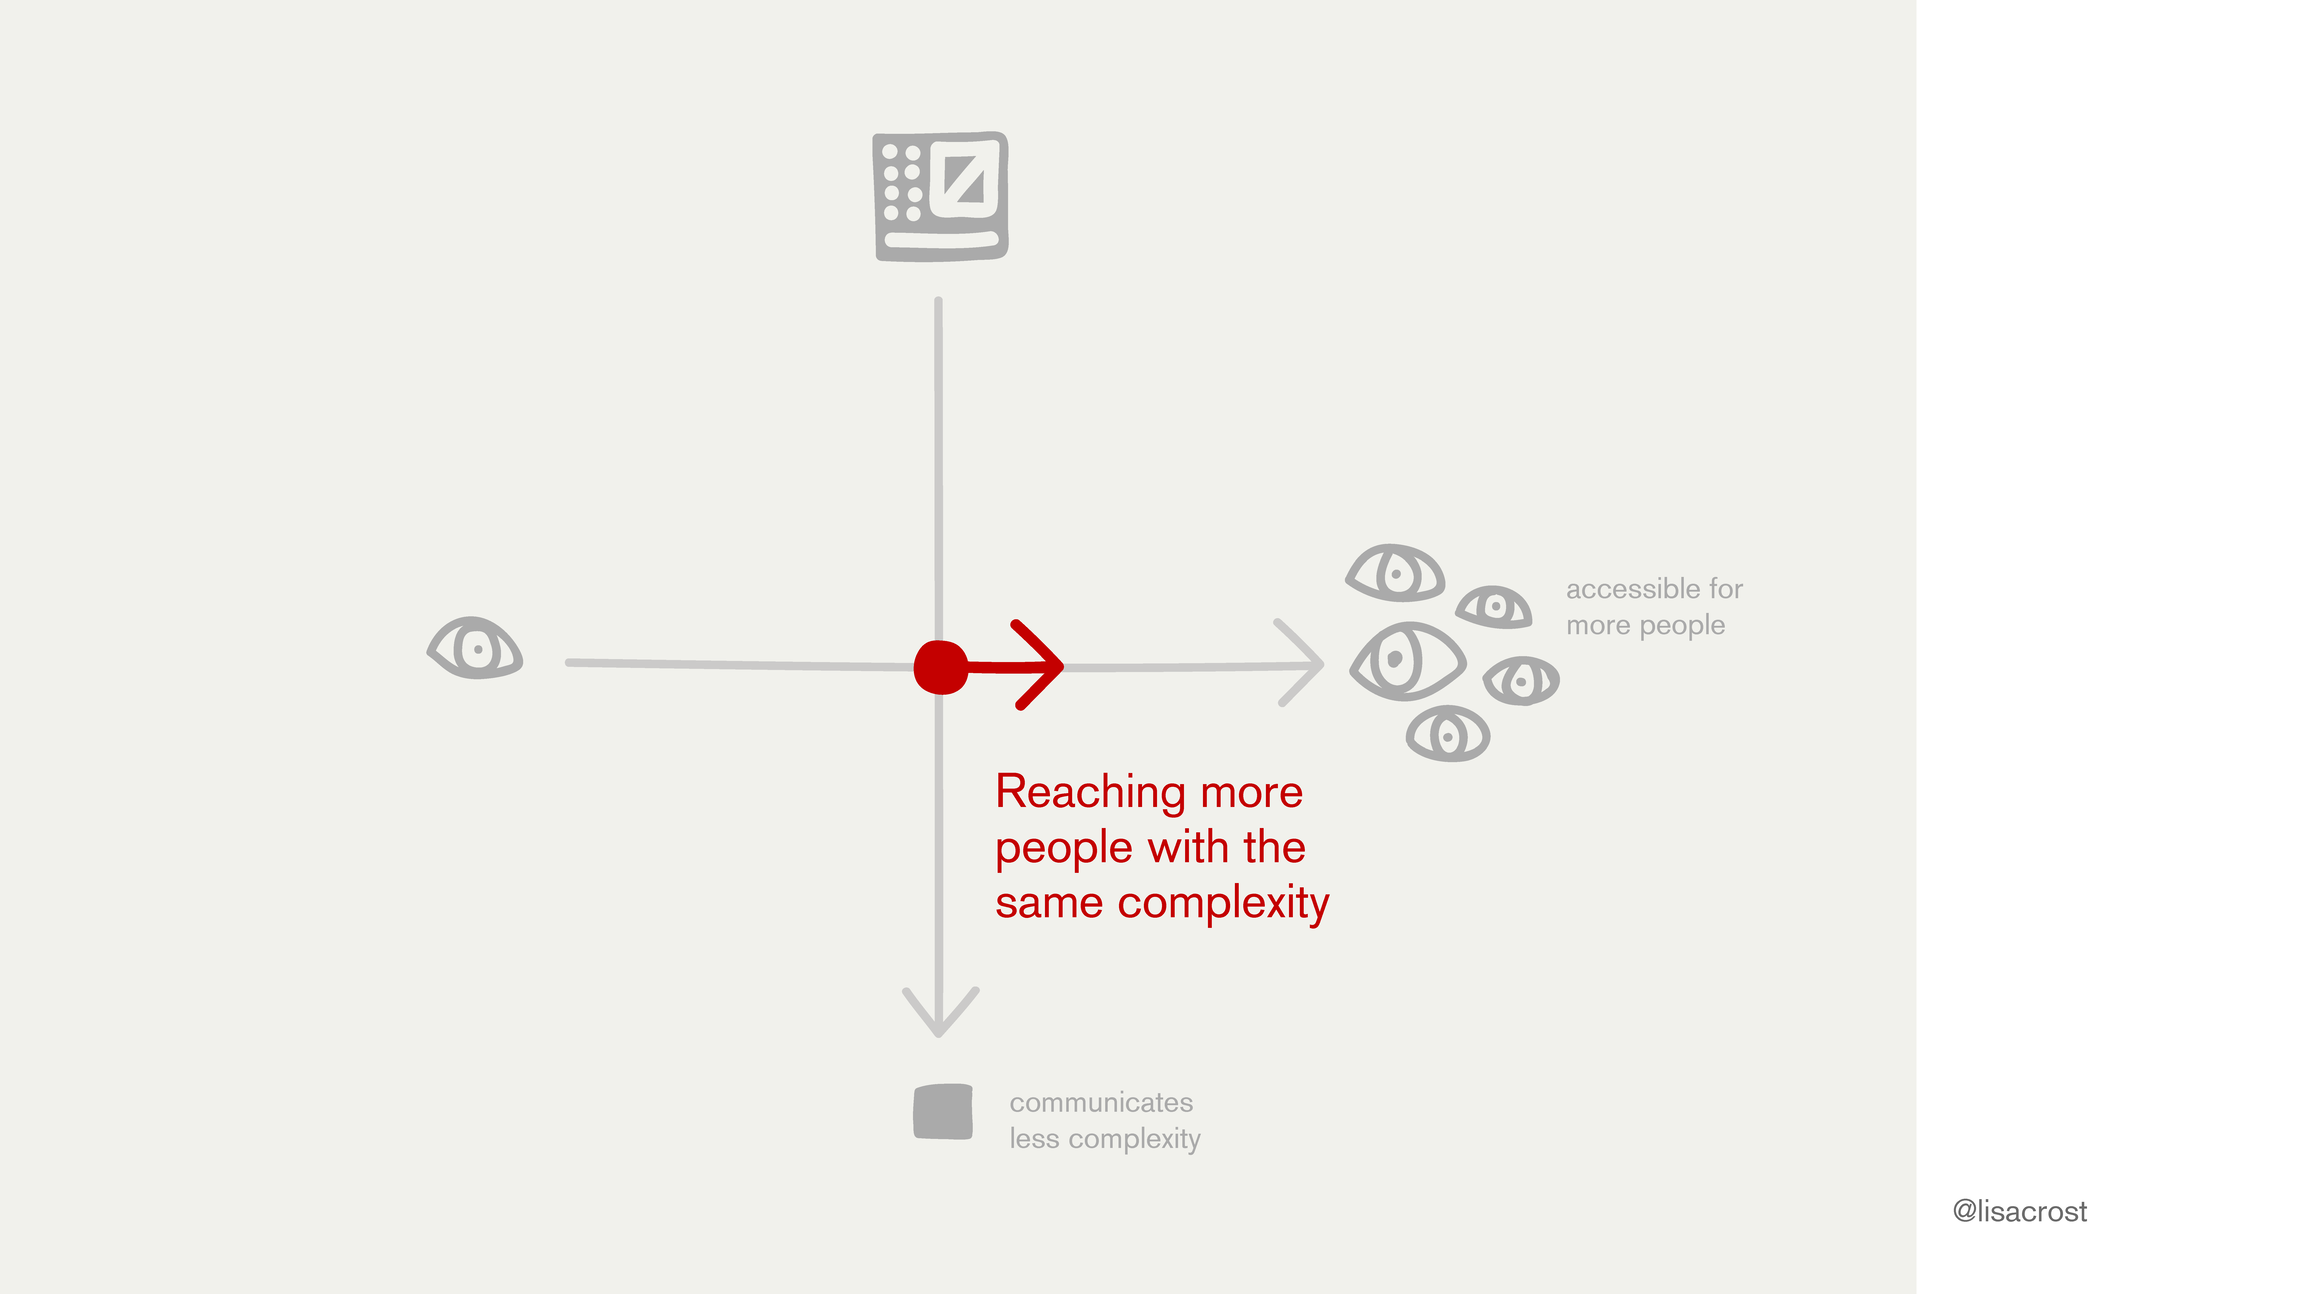 accessible for
more people
Reaching more
people with the
same complexity
communicates
less complexity
@lisacrost